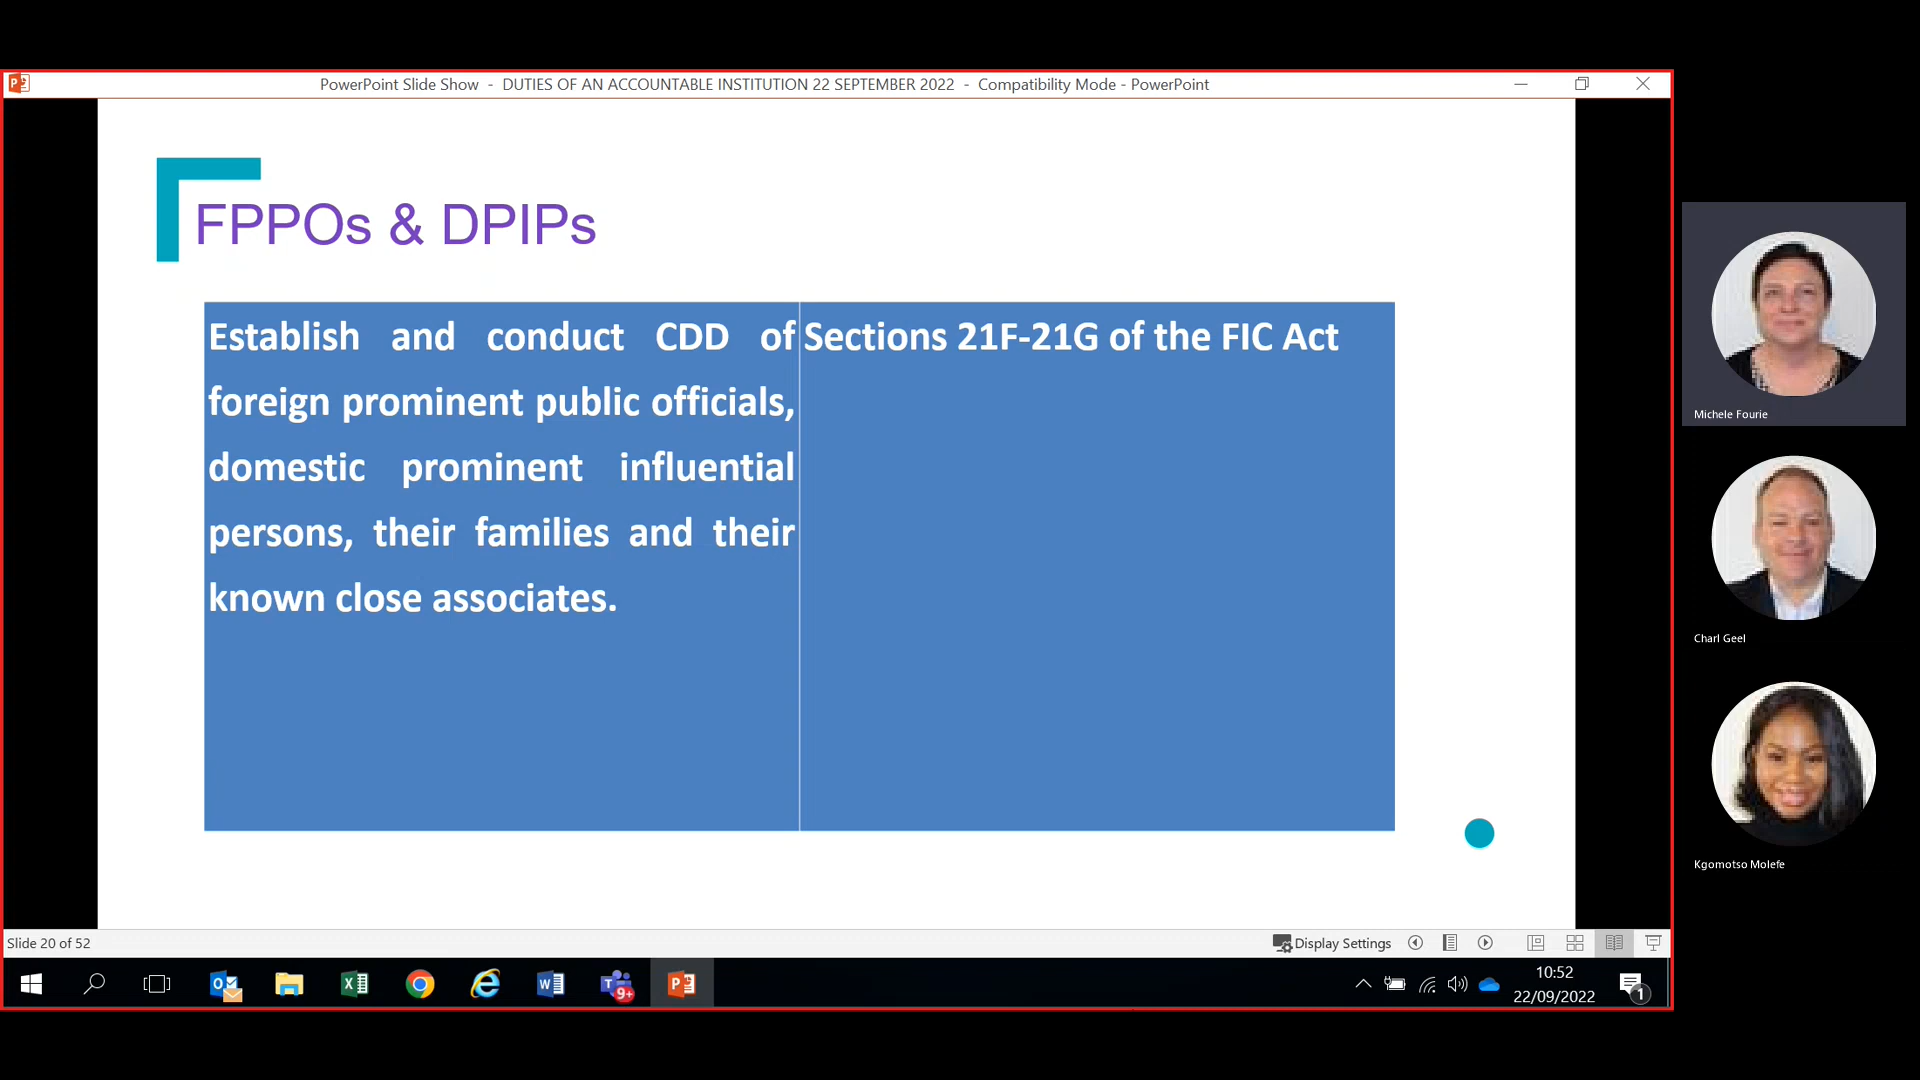 PowerPoint Slide Show - DUTIES OF AN ACCOUNTABLE INSTITUTION 22 SEPTEMBER 2022 - Compatibility Mode - PowerPoint
FPPOs & DPIPs
Establish and conduct CDD of
foreign prominent public officials,
domestic prominent influential
persons, their families and their
known close associates.
Sections 21F-21G of the FIC Act
Michele Fourie
Charl Geel
Kgomotso Molefe
Slide 20 of 52
Display Settings
9+
10:52
22/09/2022
1